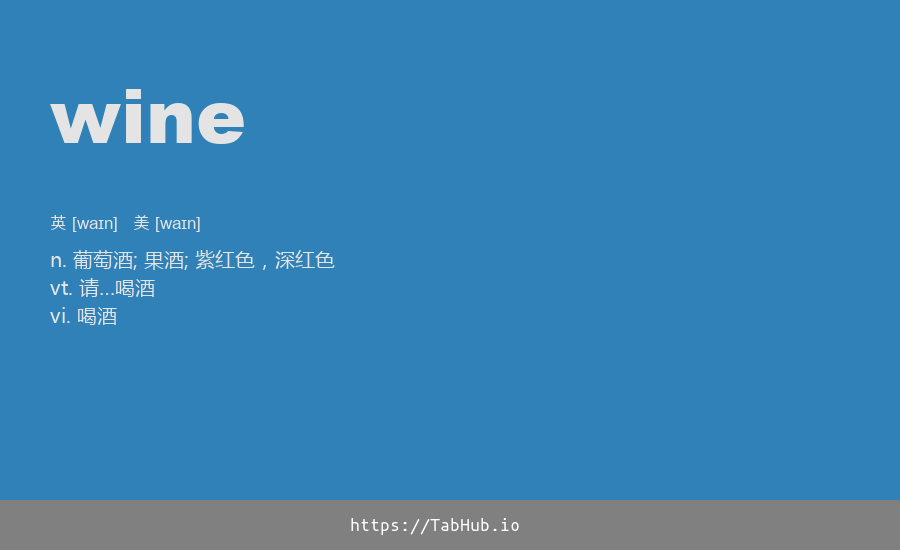 wine
英 [waɪn] 美 [waɪn]
n. 葡萄酒; 果酒; 紫红色，深红色
vt. 请...喝酒
vi. 喝酒
https://TabHub.io